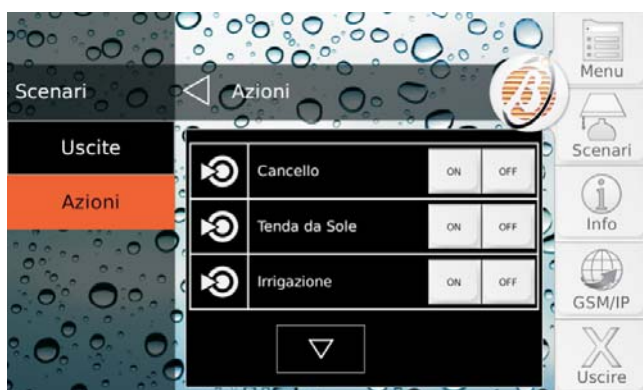 Scenari
Azioni
Uscite
Azioni
Cancello
ON
OFF
Tenda da Sole
ON
OFF
Irrigazione
ON
OFF
Menu
Scenari
Info
GSM/IP
Uscire